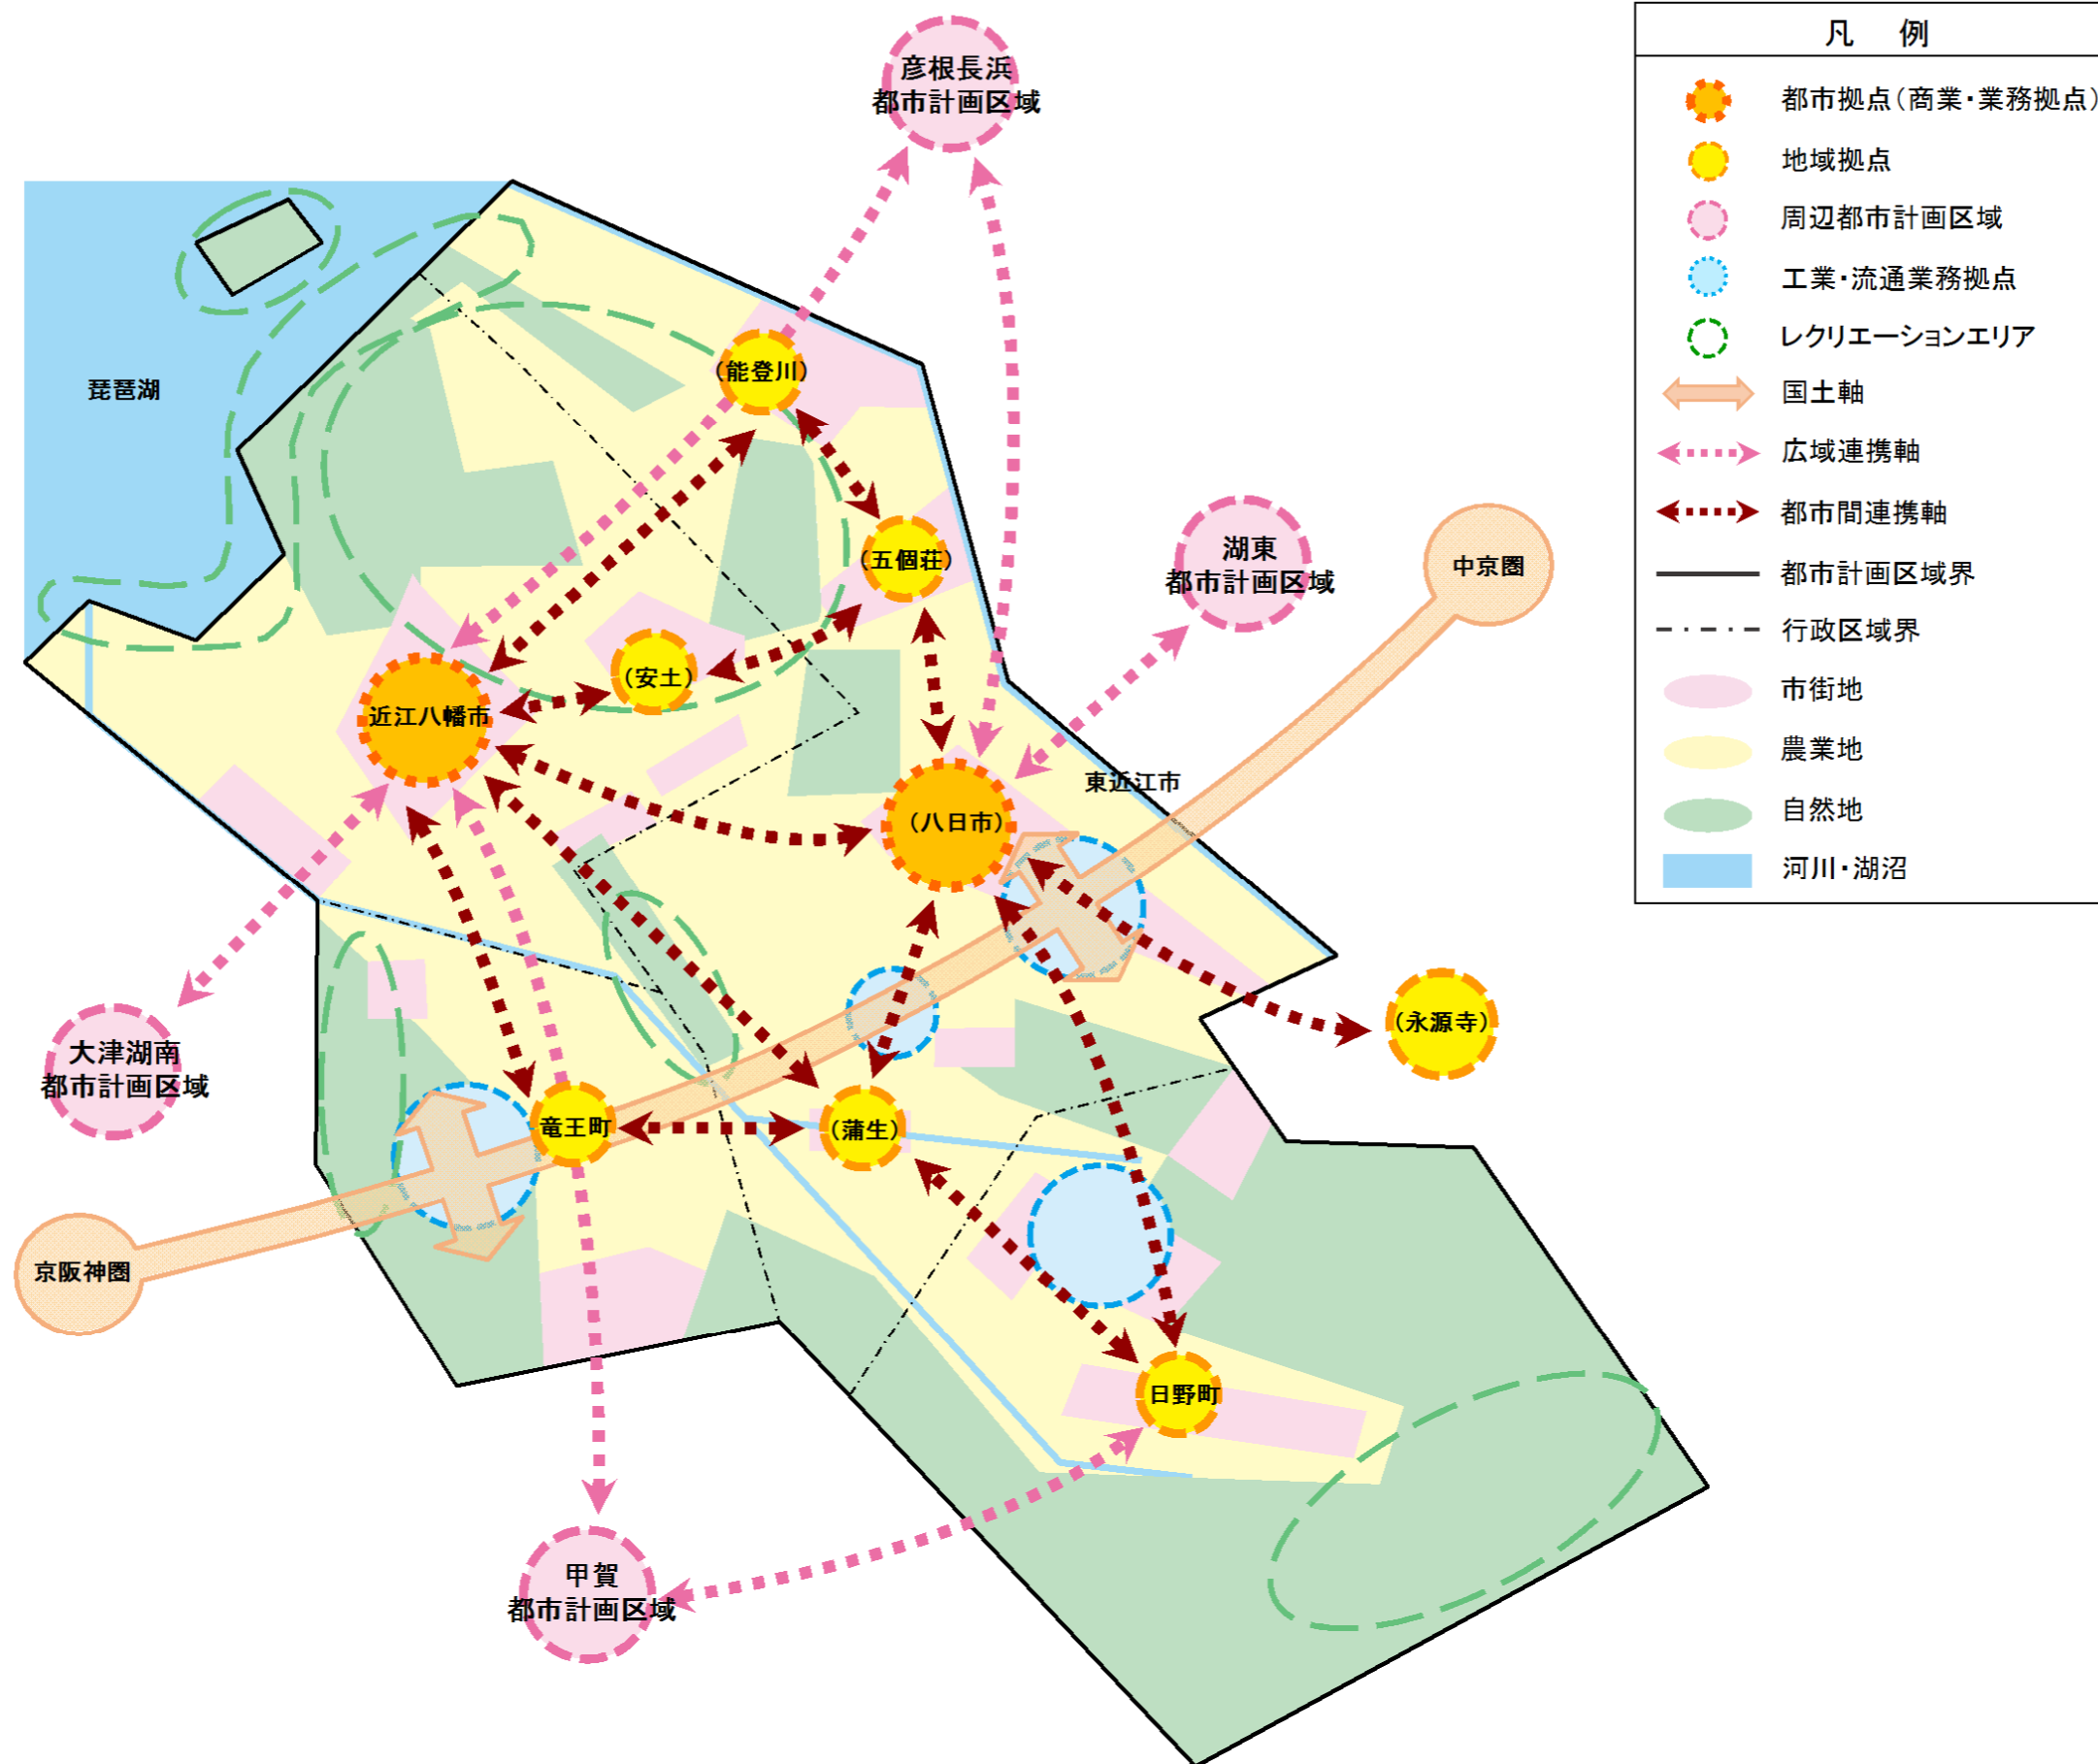 彦根長浜
都市計画区域
琵琶湖
(能登川)
(五個荘)
湖東
都市計画区域
中京圏
(安土)
近江八幡市
東近江市
(八日市)
大津湖南
都市計画区域
(永源寺)
竜王町
(蒲生)
京阪神圏
日野町
甲賀
都市計画区域
凡 例
都市拠点(商業・業務拠点)
地域拠点
周辺都市計画区域
工業・流通業務拠点
レクリエーションエリア
国土軸
広域連携軸
都市間連携軸
都市計画区域界
行政区域界
市街地
農業地
自然地
河川・湖沼